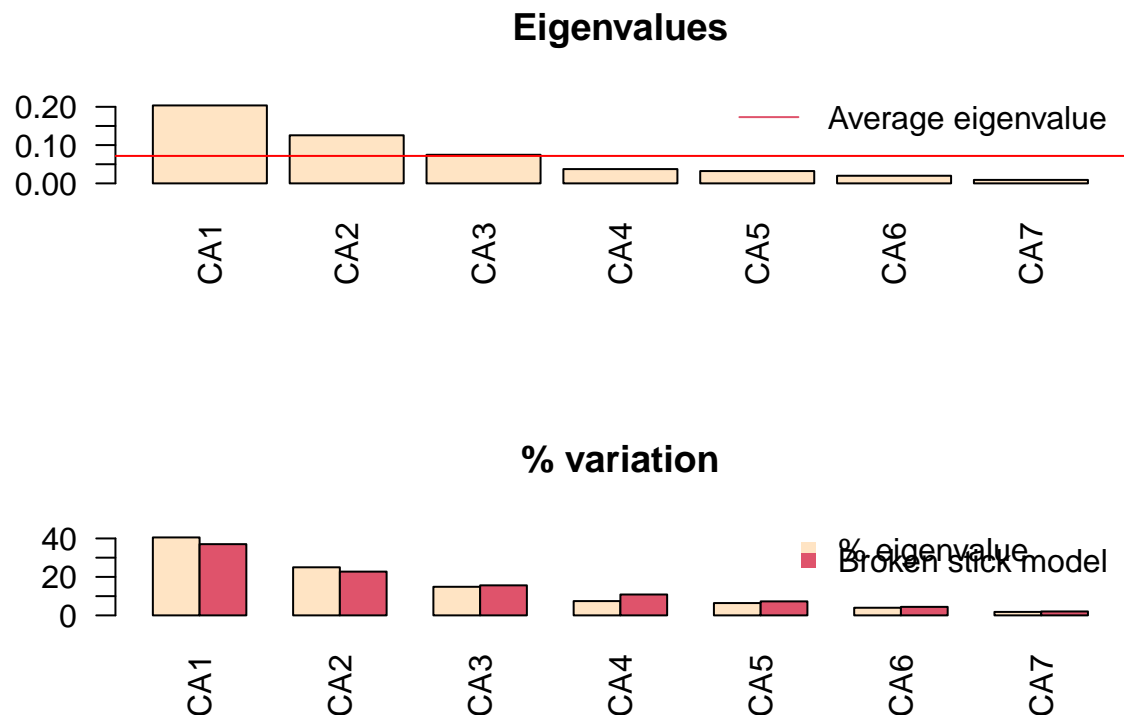 Eigenvalues
0.20
0.10
0.00
Average eigenvalue
CA1
CA2
CA3
CA4
CA5
CA6
CA7
% variation
40
20
0
% eigenvalue
Broken stick model
CA1
CA2
CA3
CA4
CA5
CA6
CA7